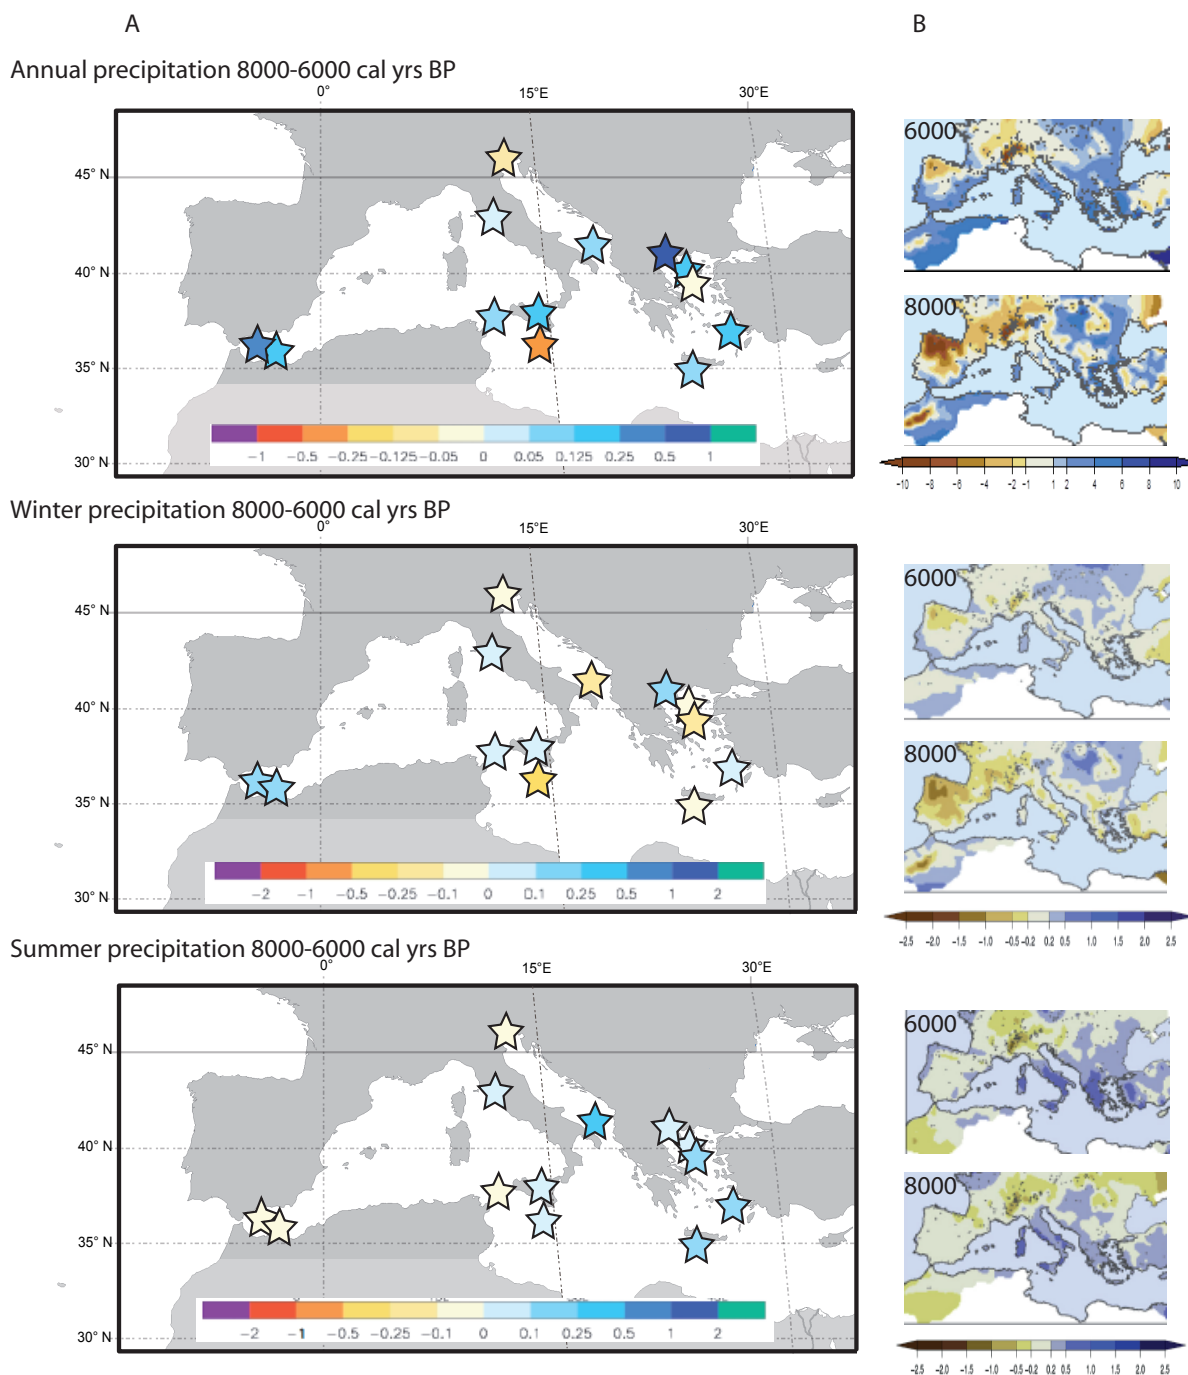 A
B
Annual precipitation 8000-6000 cal yrs BP
0° 15°E 30°E
45° N
40° N
35° N
30° N
-1 -0.5 -0.25 -0.125 -0.05 0 0.05 0.125 0.25 0.5 1
6000
8000
-10 -8 -6 -4 -2 -1 1 2 4 6 8 10
Winter precipitation 8000-6000 cal yrs BP
0° 15°E 30°E
45° N
40° N
35° N
30° N
-2 -1 -0.5 -0.25 -0.1 0 0.1 0.25 0.5 1 2
6000
8000
-2.5 -2.0 -1.5 -1.0 -0.5 -0.2 0.2 0.5 1.0 1.5 2.0 2.5
Summer precipitation 8000-6000 cal yrs BP
0° 15°E 30°E
45° N
40° N
35° N
30° N
-2 -1 -0.5 -0.25 -0.1 0 0.1 0.25 0.5 1 2
6000
8000
-2.5 -2.0 -1.5 -1.0 -0.5 -0.2 0.2 0.5 1.0 1.5 2.0 2.5